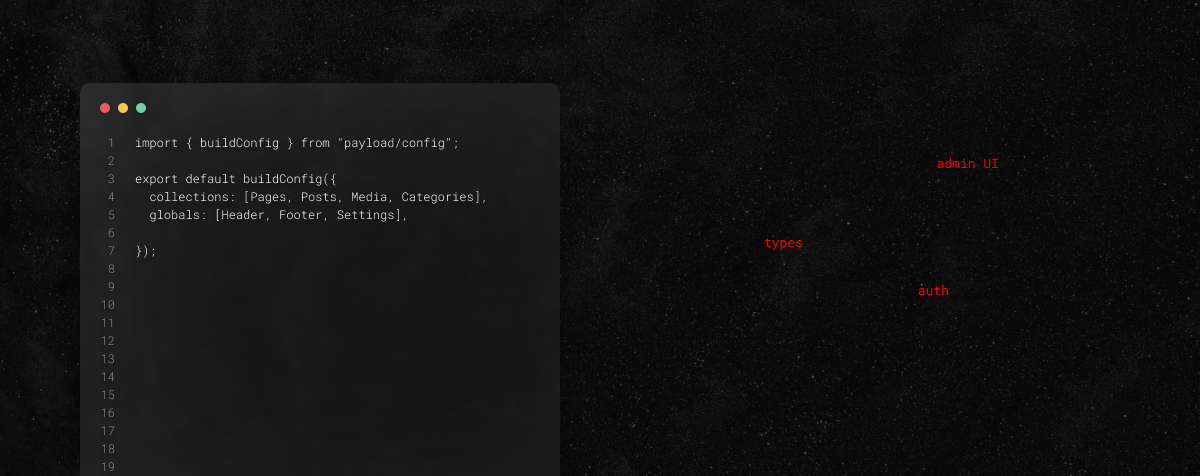 1 import { buildConfig } from "payload/config";
2
3 export default buildConfig({
4   collections: [Pages, Posts, Media, Categories],
5   globals: [Header, Footer, Settings],
6
7 });
8
9
10
11
12
13
14
15
16
17
18
19
admin UI
types
auth